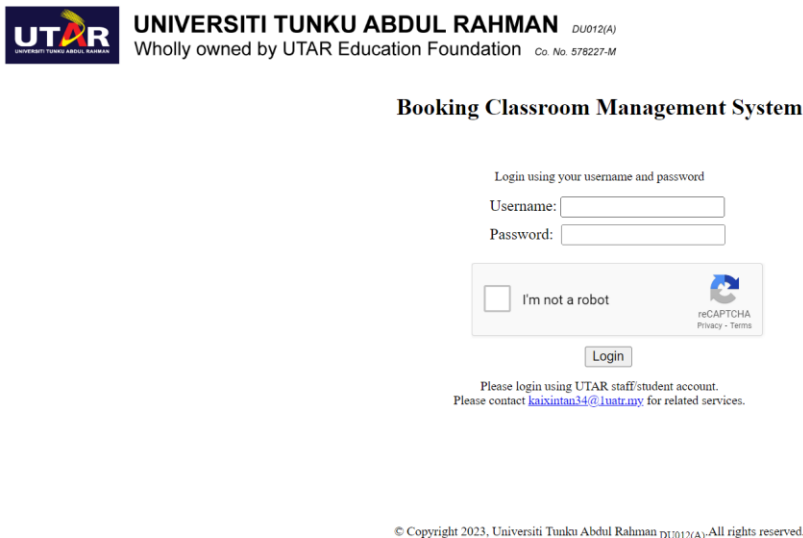 UTAR
UNIVERSITI TUNKU ABDUL RAHMAN
UNIVERSITI TUNKU ABDUL RAHMAN DU012(A)
Wholly owned by UTAR Education Foundation Co. No. 578227-M
Booking Classroom Management System
Login using your username and password
Username:
Password:
I'm not a robot
reCAPTCHA
Privacy - Terms
Login
Please login using UTAR staff/student account.
Please contact kaixintan34@1uatr.my for related services.
© Copyright 2023, Universiti Tunku Abdul Rahman DU012(A).All rights reserved.